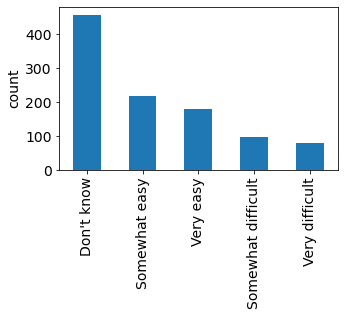 count
400
300
200
100
0
Don't know
Somewhat easy
Very easy
Somewhat difficult
Very difficult